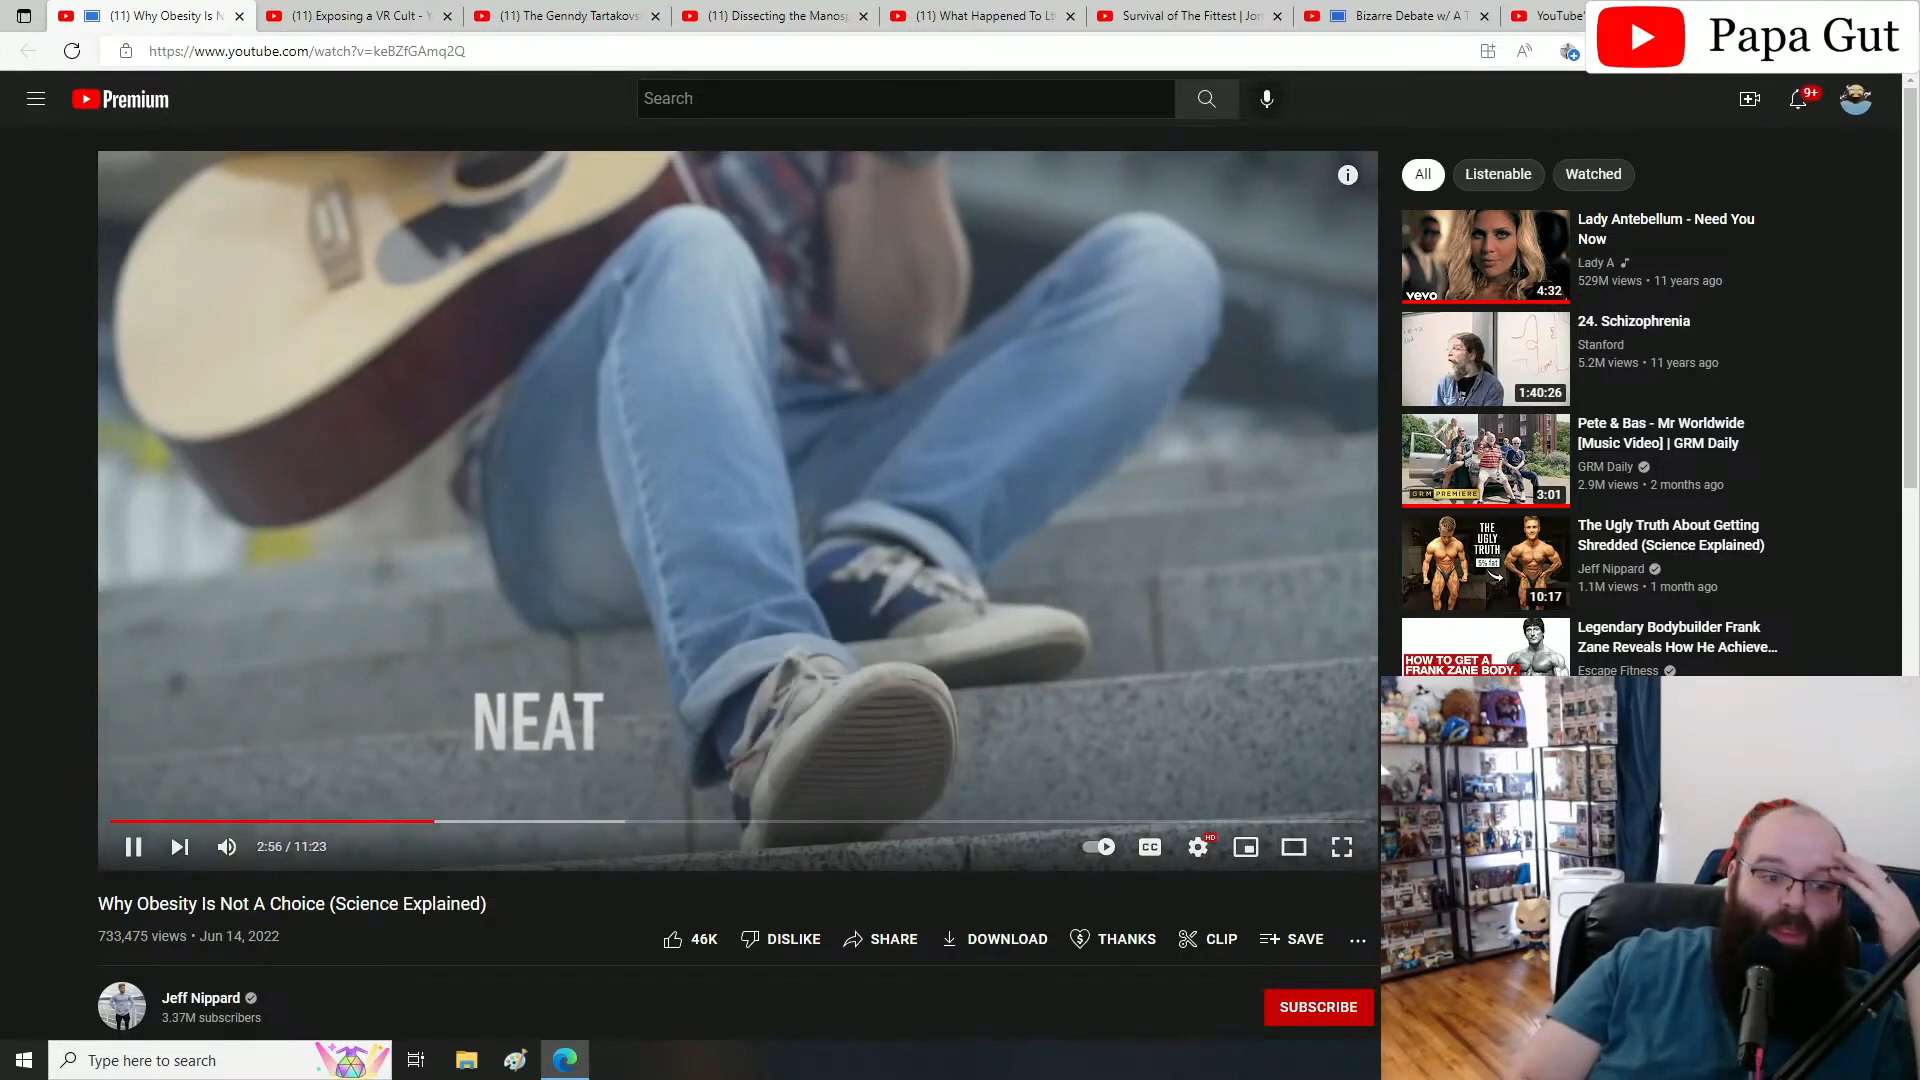 (11) Why Obesity Is N
(11) Exposing a VR Cult - Y
(11) The Genndy Tartakovs
(11) Dissecting the Manosp
(11) What Happened To Lt
Survival of The Fittest | Jor
Bizarre Debate w/ A T
YouTube'
Papa Gut
https://www.youtube.com/watch?v=keBZfGAmq2Q
Premium
Search
9+
All
Listenable
Watched
Lady Antebellum - Need You
Now
Lady A
529M views • 11 years ago
vevo
4:32
24. Schizophrenia
Stanford
5.2M views • 11 years ago
1:40:26
Pete & Bas - Mr Worldwide
[Music Video] | GRM Daily
GRM Daily
2.9M views • 2 months ago
GRM PREMIERE
3:01
The Ugly Truth About Getting
Shredded (Science Explained)
Jeff Nippard
1.1M views • 1 month ago
THE
UGLY
TRUTH
5% fat
10:17
Legendary Bodybuilder Frank
Zane Reveals How He Achieve...
Escape Fitness
HOW TO GET A
FRANK ZANE BODY.
NEAT
2:56 / 11:23
CC
HD
Why Obesity Is Not A Choice (Science Explained)
733,475 views • Jun 14, 2022
46K
DISLIKE
SHARE
DOWNLOAD
THANKS
CLIP
SAVE
Jeff Nippard
3.37M subscribers
SUBSCRIBE
Type here to search